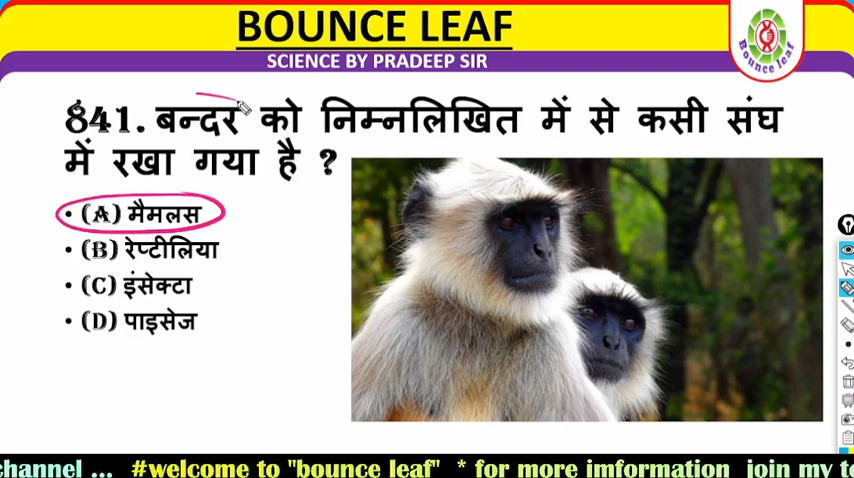 BOUNCE LEAF
SCIENCE BY PRADEEP SIR
Bounce leaf
841. बन्दर को निम्नलिखित में से कसी संघ
में रखा गया है ?
• (A) मैमलस
• (B) रेप्टीलिया
• (C) इंसेक्टा
• (D) पाइसेज
channel ... #welcome to "bounce leaf" * for more imformation join my te